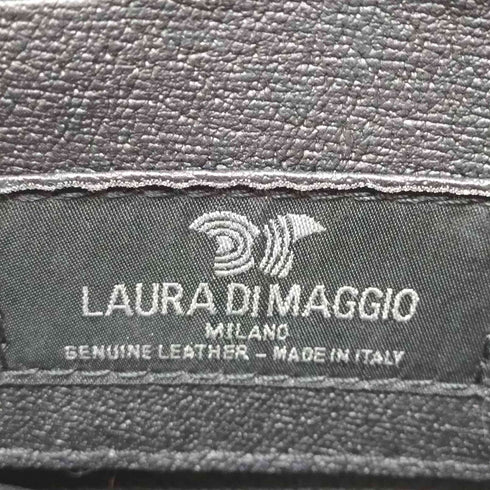 LAURA DI MAGGIO
MILANO
GENUINE LEATHER - MADE IN ITALY